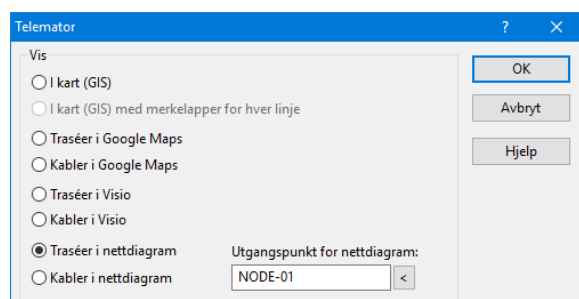 Telemator ? ×
Vis
OK
I kart (GIS)
I kart (GIS) med merkelapper for hver linje
Avbryt
Traséer i Google Maps
Hjelp
Kabler i Google Maps
Traséer i Visio
Kabler i Visio
Traséer i nettdiagram
Utgangspunkt for nettdiagram:
Kabler i nettdiagram
NODE-01 <